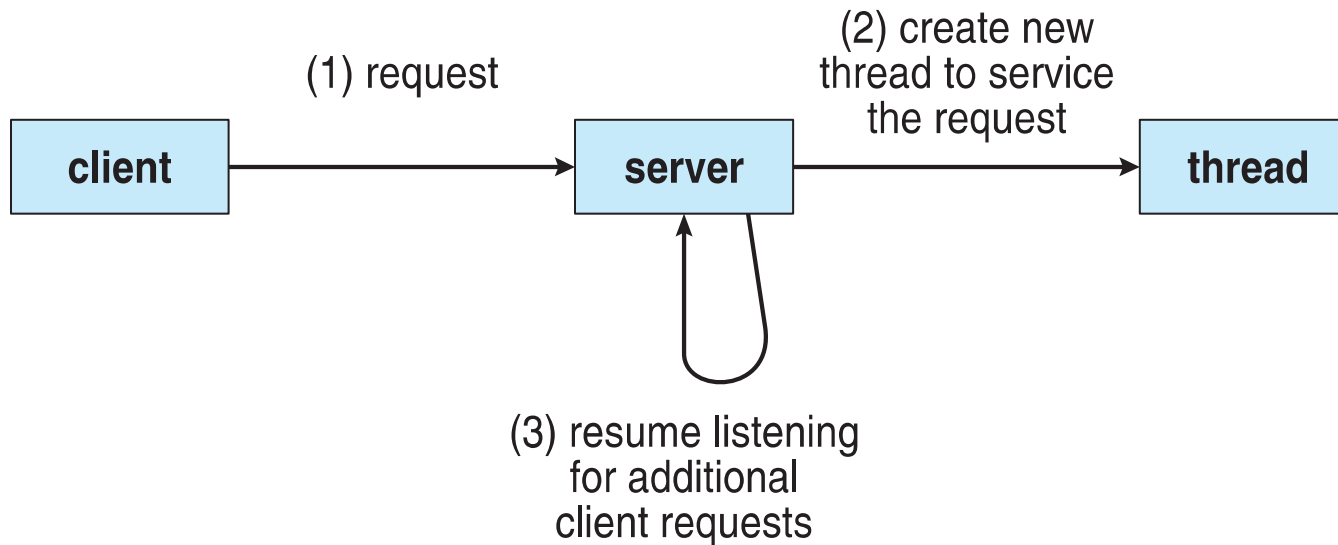 (1) request
(2) create new
thread to service
the request
client
server
thread
(3) resume listening
for additional
client requests